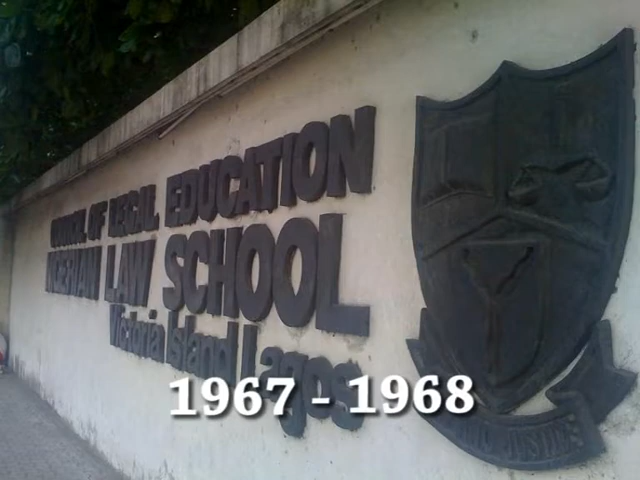 COUNCIL OF LEGAL EDUCATION
NIGERIAN LAW SCHOOL
Victoria Island Lagos
1967 - 1968